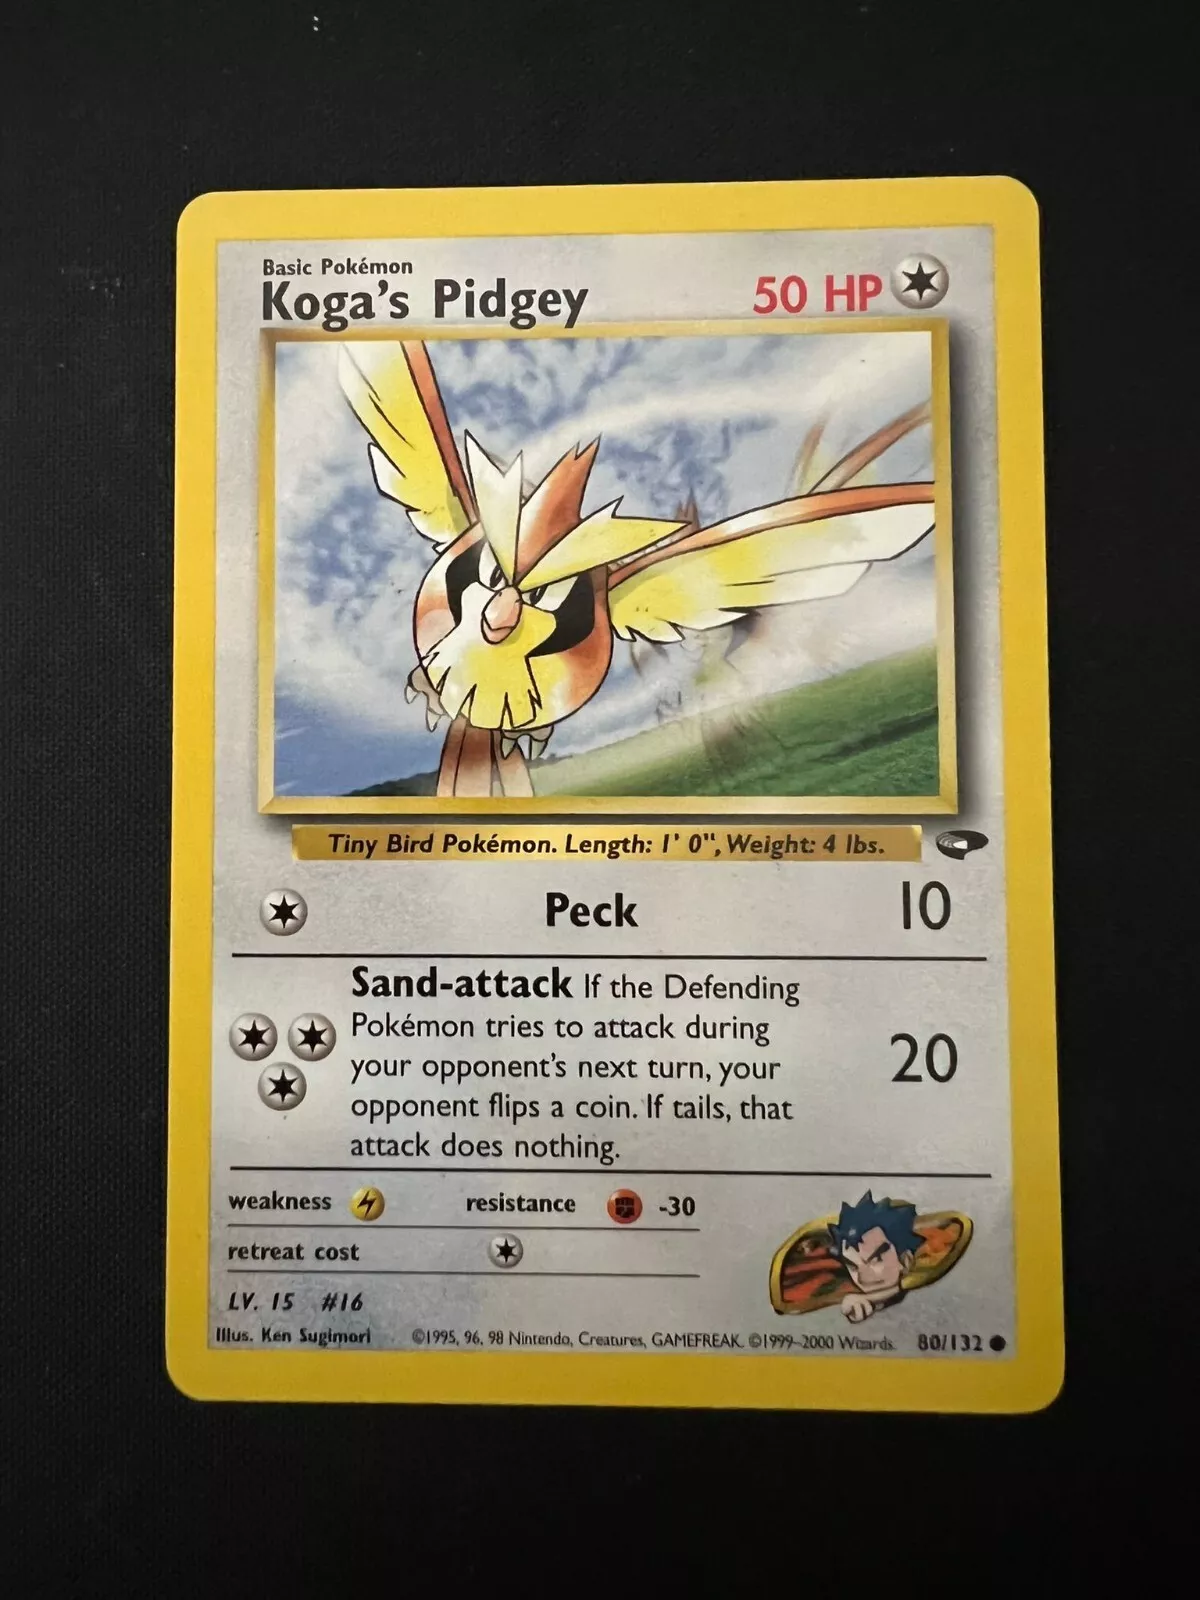 Basic Pokémon
Koga's Pidgey
50 HP
Tiny Bird Pokémon. Length: 1' 0", Weight: 4 lbs.
Peck 10
Sand-attack If the Defending
Pokémon tries to attack during
your opponent's next turn, your
opponent flips a coin. If tails, that
attack does nothing.
20
weakness resistance -30
retreat cost
LV. 15 #16
Illus. Ken Sugimori ©1995, 96, 98 Nintendo, Creatures, GAMEFREAK. ©1999-2000 Wizards. 80/132